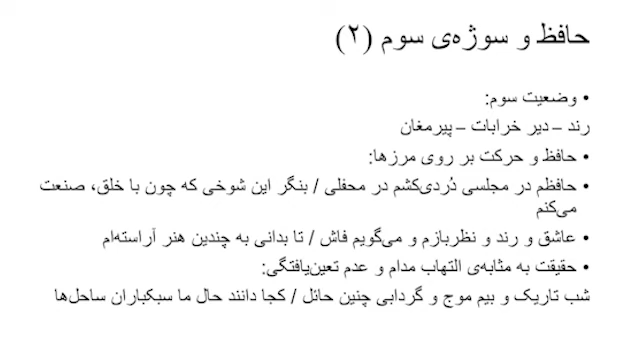 حافظ و سوژه‌ی سوم (۲)
• وضعیت سوم:
رند – دیر خرابات – پیرمغان
• حافظ و حرکت بر روی مرزها:
• حافظم در مجلسی دُردی‌کشم در محفلی / بنگر این شوخی که چون با خلق، صنعت
می‌کنم
• عاشق و رند و نظربازم و می‌گویم فاش / تا بدانی به چندین هنر آراسته‌ام
• حقیقت به مثابه‌ی التهاب مدام و عدم تعین‌یافتگی:
شب تاریک و بیم موج و گردابی چنین حائل / کجا دانند حال ما سبکباران ساحل‌ها